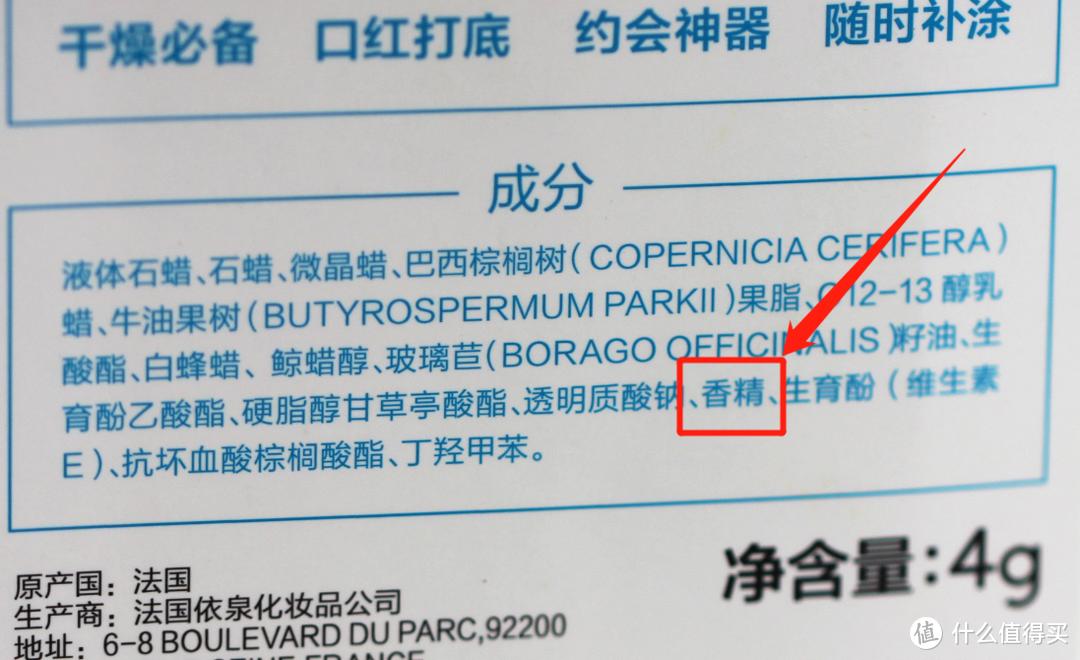 干燥必备 口红打底 约会神器 随时补涂
成分
液体石蜡、石蜡、微晶蜡、巴西棕榈树(COPERNICIA CERIFERA)
蜡、牛油果树(BUTYROSPERMUM PARKII)果脂、C12-13醇乳
酸酯、白蜂蜡、鲸蜡醇、玻璃苣(BORAGO OFFICINALIS)籽油、生
育酚乙酸酯、硬脂醇甘草亭酸酯、透明质酸钠、香精、生育酚（维生素
E）、抗坏血酸棕榈酸酯、丁羟甲苯。
净含量:4g
原产国：法国
生产商：法国依泉化妆品公司
地址：6-8 BOULEVARD DU PARC,92200
SEINE FRANCE
值 什么值得买